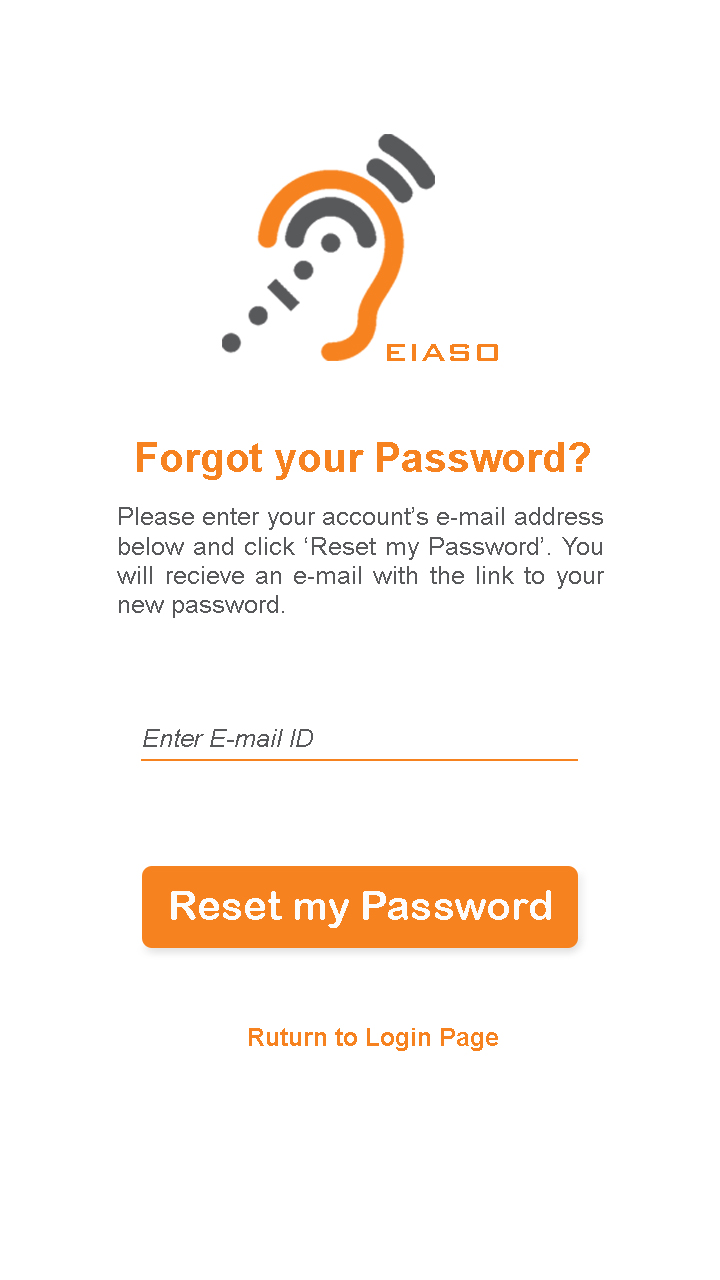 EIASO
Forgot your Password?
Please enter your account’s e-mail address
below and click ‘Reset my Password’. You
will recieve an e-mail with the link to your
new password.
Enter E-mail ID
Reset my Password
Ruturn to Login Page